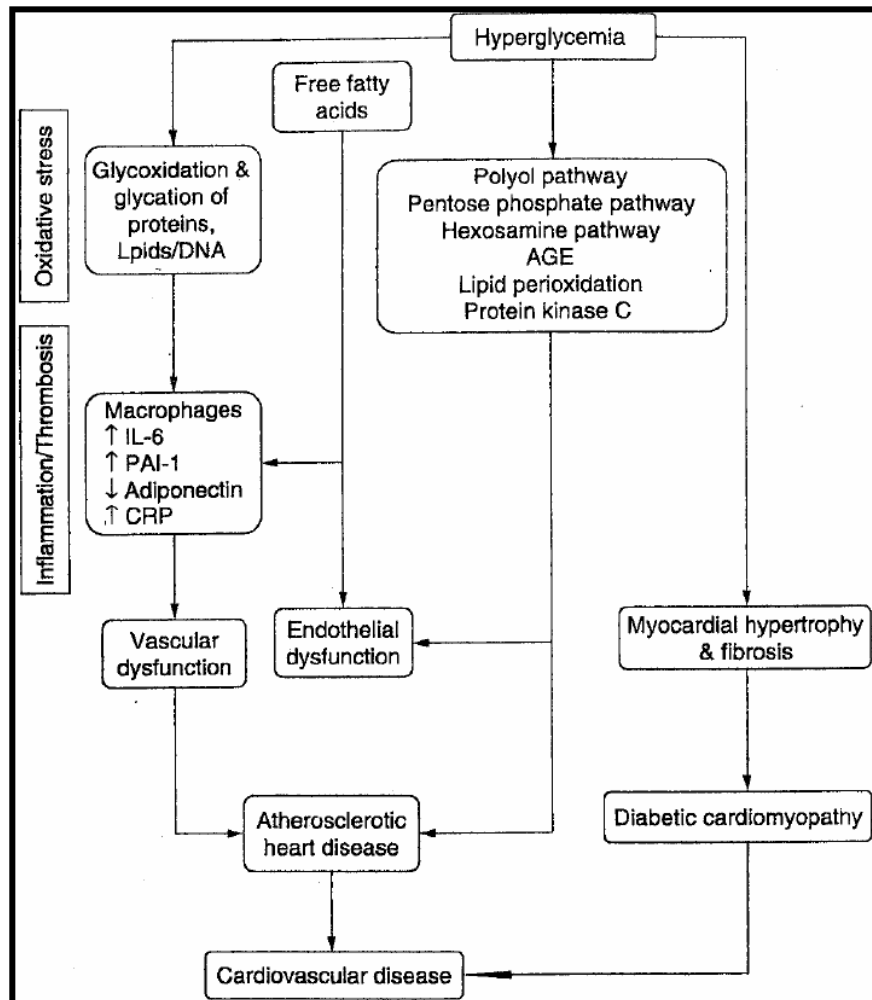 Hyperglycemia
Free fatty
acids
Oxidative stress
Glycoxidation &
glycation of
proteins,
Lpids/DNA
Polyol pathway
Pentose phosphate pathway
Hexosamine pathway
AGE
Lipid perioxidation
Protein kinase C
Inflammation/Thrombosis
Macrophages
↑ IL-6
↑ PAI-1
↓ Adiponectin
↑ CRP
Vascular
dysfunction
Endothelial
dysfunction
Myocardial hypertrophy
& fibrosis
Atherosclerotic
heart disease
Diabetic cardiomyopathy
Cardiovascular disease